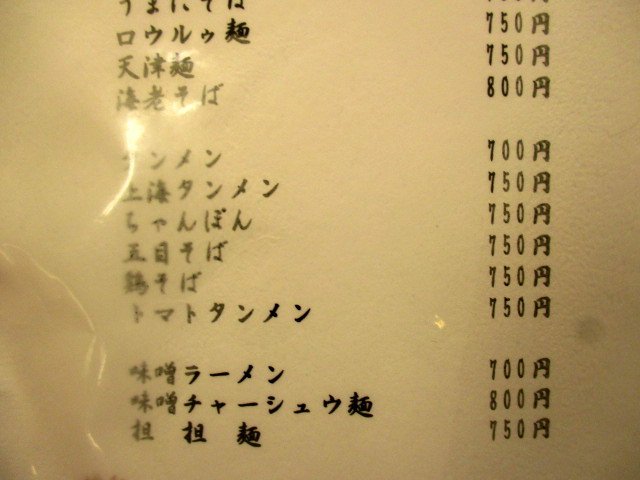 うまにそば
ロウルゥ麺 750円
天津麺 750円
海老そば 800円
タンメン 700円
上海タンメン 750円
ちゃんぽん 750円
五目そば 750円
鶏そば 750円
トマトタンメン 750円
味噌ラーメン 700円
味噌チャーシュウ麺 800円
担担麺 750円